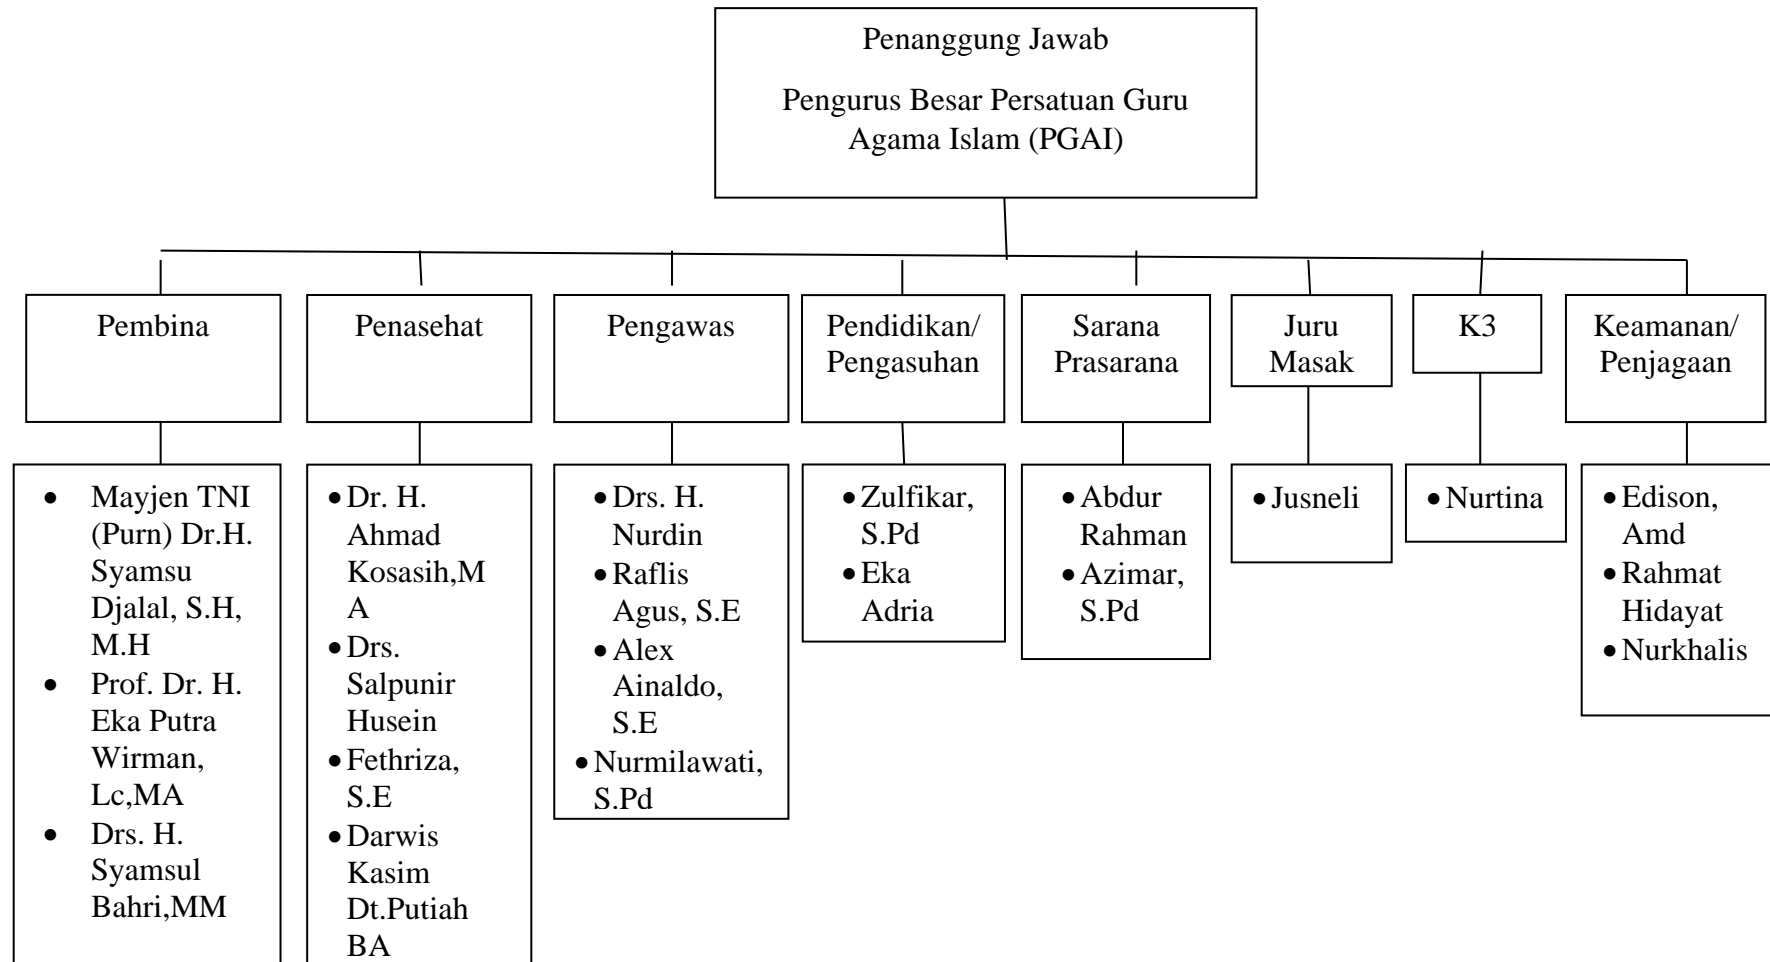 Penanggung Jawab
Pengurus Besar Persatuan Guru
Agama Islam (PGAI)
Pembina
Penasehat
Pengawas
Pendidikan/
Pengasuhan
Sarana
Prasarana
Juru
Masak
K3
Keamanan/
Penjagaan
• Mayjen TNI
(Purn) Dr.H.
Syamsu
Djalal, S.H,
M.H
• Prof. Dr. H.
Eka Putra
Wirman,
Lc,MA
• Drs. H.
Syamsul
Bahri,MM
• Dr. H.
Ahmad
Kosasih,M
A
• Drs.
Salpunir
Husein
• Fethriza,
S.E
• Darwis
Kasim
Dt.Putiah
BA
• Drs. H.
Nurdin
• Raflis
Agus, S.E
• Alex
Ainaldo,
S.E
• Nurmilawati,
S.Pd
• Zulfikar,
S.Pd
• Eka
Adria
• Abdur
Rahman
• Azimar,
S.Pd
• Jusneli
• Nurtina
• Edison,
Amd
• Rahmat
Hidayat
• Nurkhalis